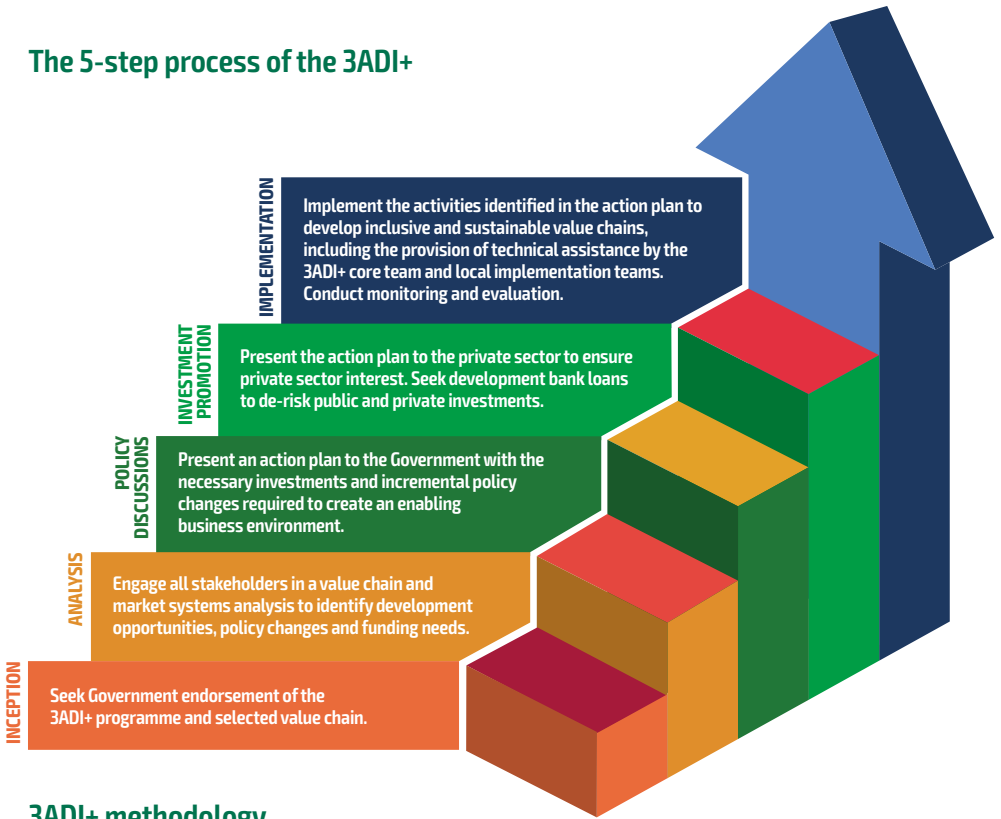 The 5-step process of the 3ADI+
IMPLEMENTATION
Implement the activities identified in the action plan to
develop inclusive and sustainable value chains,
including the provision of technical assistance by the
3ADI+ core team and local implementation teams.
Conduct monitoring and evaluation.
INVESTMENT
PROMOTION
Present the action plan to the private sector to ensure
private sector interest. Seek development bank loans
to de-risk public and private investments.
POLICY
DISCUSSIONS
Present an action plan to the Government with the
necessary investments and incremental policy
changes required to create an enabling
business environment.
ANALYSIS
Engage all stakeholders in a value chain and
market systems analysis to identify development
opportunities, policy changes and funding needs.
INCEPTION
Seek Government endorsement of the
3ADI+ programme and selected value chain.
3ADI+ methodology